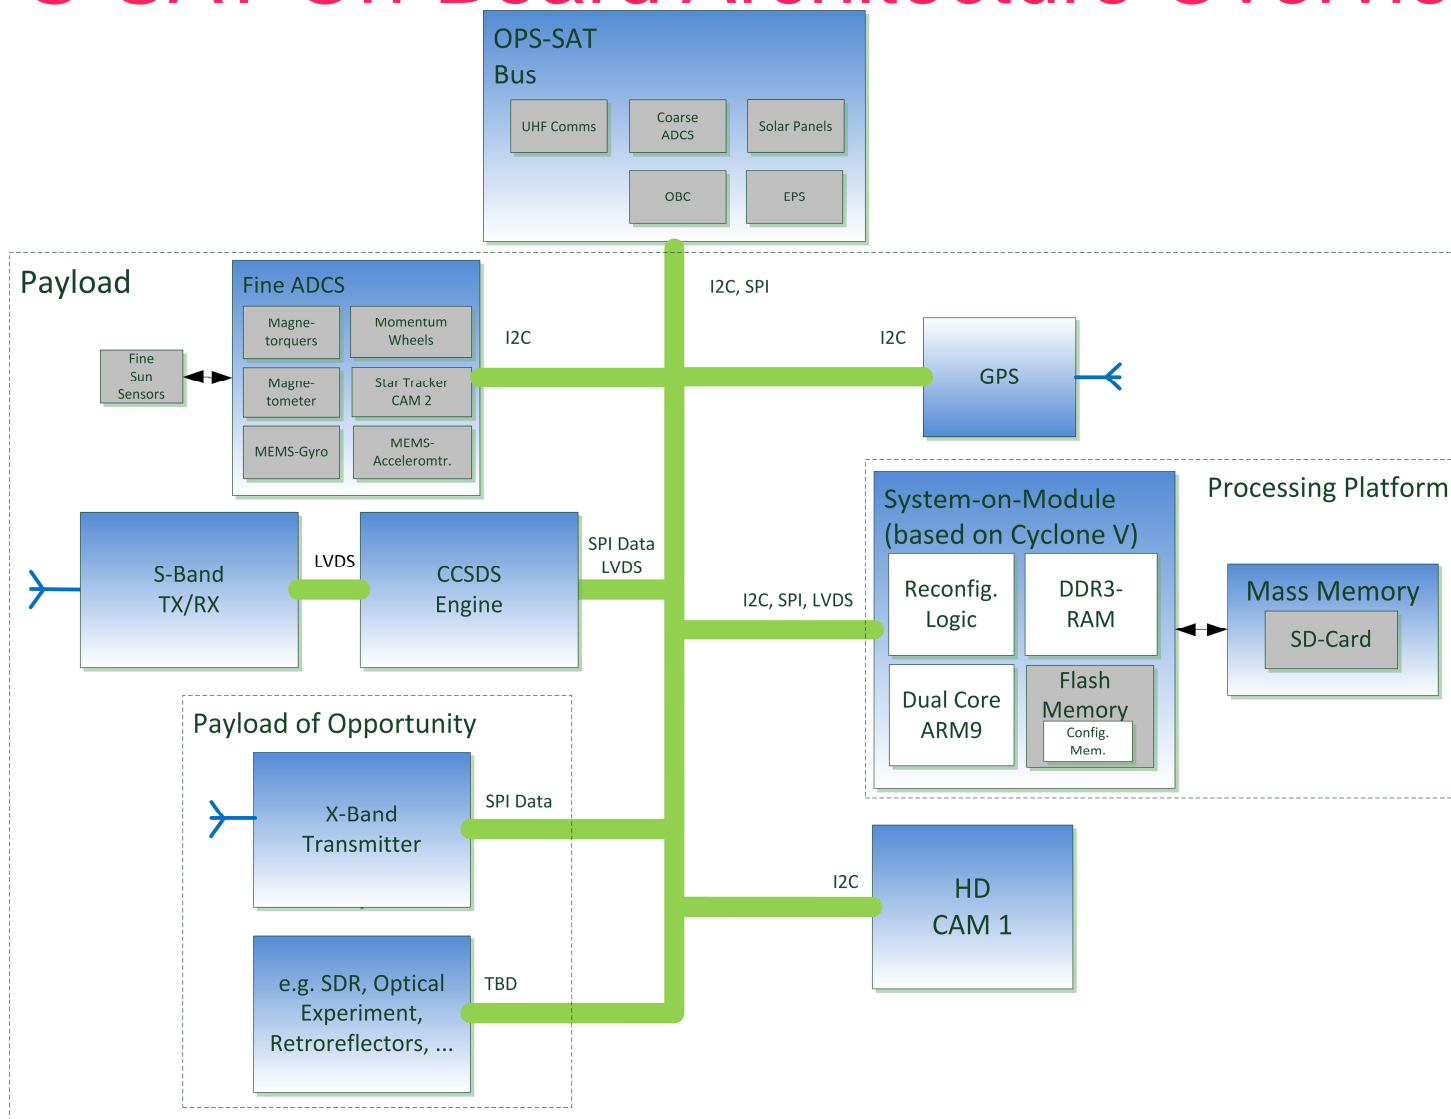 OPS-SAT
Bus
UHF Comms
Coarse
ADCS
Solar Panels
OBC
EPS
Payload
Fine ADCS
Magne-
torquers
Momentum
Wheels
Magne-
tometer
Star Tracker
CAM 2
MEMS-Gyro
MEMS-
Acceleromtr.
Fine
Sun
Sensors
I2C
I2C, SPI
I2C
GPS
Processing Platform
System-on-Module
(based on Cyclone V)
Reconfig.
Logic
DDR3-
RAM
Dual Core
ARM9
Flash
Memory
Config.
Mem.
Mass Memory
SD-Card
S-Band
TX/RX
LVDS
CCSDS
Engine
SPI Data
LVDS
I2C, SPI, LVDS
Payload of Opportunity
X-Band
Transmitter
SPI Data
I2C
HD
CAM 1
e.g. SDR, Optical
Experiment,
Retroreflectors, ...
TBD